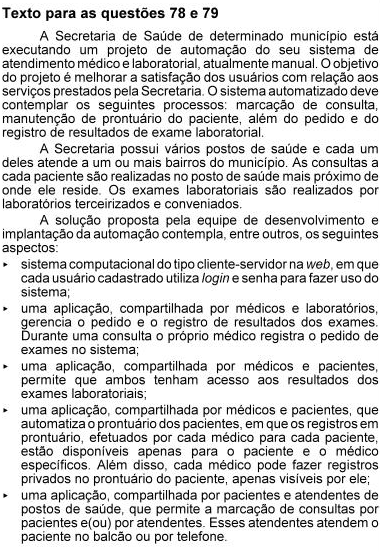 Texto para as questões 78 e 79
A Secretaria de Saúde de determinado município está
executando um projeto de automação do seu sistema de
atendimento médico e laboratorial, atualmente manual. O objetivo
do projeto é melhorar a satisfação dos usuários com relação aos
serviços prestados pela Secretaria. O sistema automatizado deve
contemplar os seguintes processos: marcação de consulta,
manutenção de prontuário do paciente, além do pedido e do
registro de resultados de exame laboratorial.
A Secretaria possui vários postos de saúde e cada um
deles atende a um ou mais bairros do município. As consultas a
cada paciente são realizadas no posto de saúde mais próximo de
onde ele reside. Os exames laboratoriais são realizados por
laboratórios terceirizados e conveniados.
A solução proposta pela equipe de desenvolvimento e
implantação da automação contempla, entre outros, os seguintes
aspectos:
▸ sistema computacional do tipo cliente-servidor na web, em que
cada usuário cadastrado utiliza login e senha para fazer uso do
sistema;
▸ uma aplicação, compartilhada por médicos e laboratórios,
gerencia o pedido e o registro de resultados dos exames.
Durante uma consulta o próprio médico registra o pedido de
exames no sistema;
▸ uma aplicação, compartilhada por médicos e pacientes,
permite que ambos tenham acesso aos resultados dos
exames laboratoriais;
▸ uma aplicação, compartilhada por médicos e pacientes, que
automatiza o prontuário dos pacientes, em que os registros em
prontuário, efetuados por cada médico para cada paciente,
estão disponíveis apenas para o paciente e o médico
específicos. Além disso, cada médico pode fazer registros
privados no prontuário do paciente, apenas visíveis por ele;
▸ uma aplicação, compartilhada por pacientes e atendentes de
postos de saúde, que permite a marcação de consultas por
pacientes e(ou) por atendentes. Esses atendentes atendem o
paciente no balcão ou por telefone.